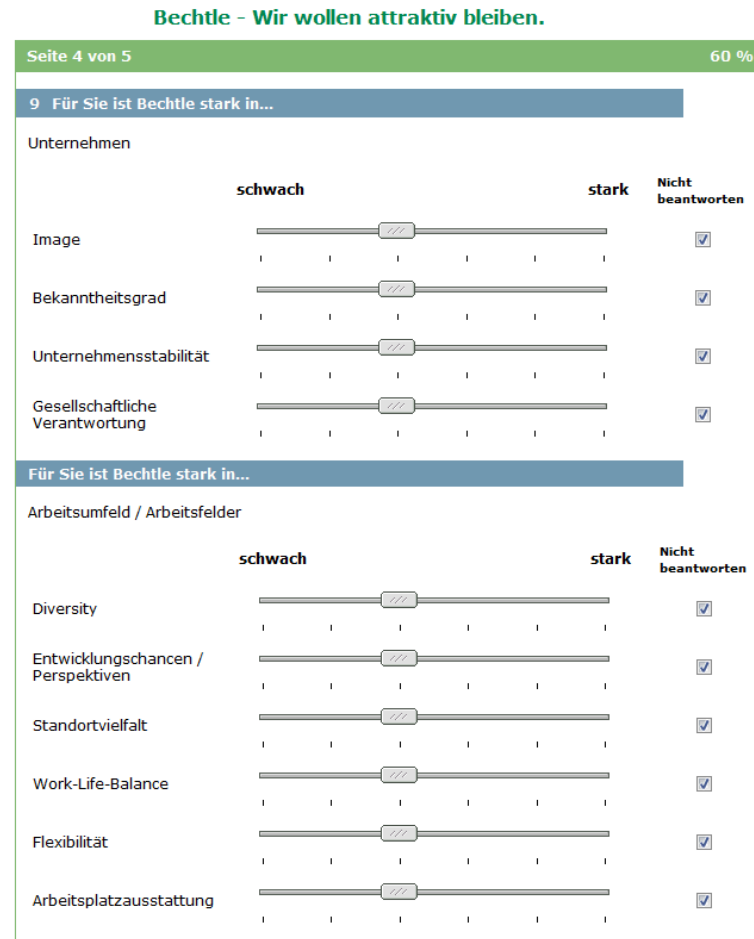 Bechtle - Wir wollen attraktiv bleiben.
Seite 4 von 5 60 %
9 Für Sie ist Bechtle stark in...
Unternehmen
schwach stark Nicht beantworten
Image
Bekanntheitsgrad
Unternehmensstabilität
Gesellschaftliche
Verantwortung
Für Sie ist Bechtle stark in...
Arbeitsumfeld / Arbeitsfelder
schwach stark Nicht beantworten
Diversity
Entwicklungschancen /
Perspektiven
Standortvielfalt
Work-Life-Balance
Flexibilität
Arbeitsplatzausstattung